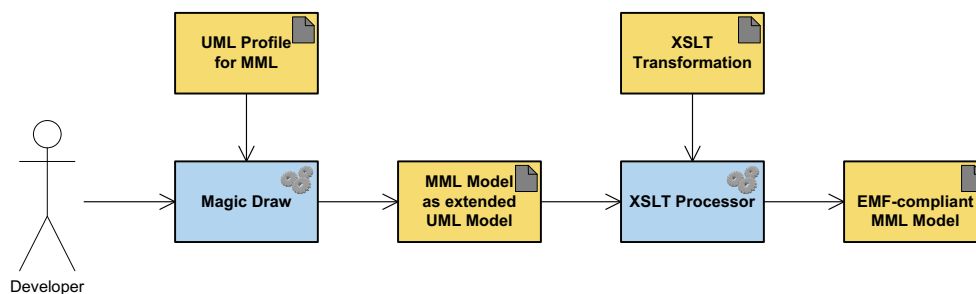 UML Profile
for MML
XSLT
Transformation
Magic Draw
MML Model
as extended
UML Model
XSLT Processor
EMF-compliant
MML Model
Developer